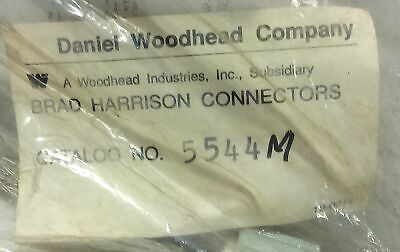 Daniel Woodhead Company
A Woodhead Industries, Inc., Subsidiary
BRAD HARRISON CONNECTORS
CATALOG NO. 5544M